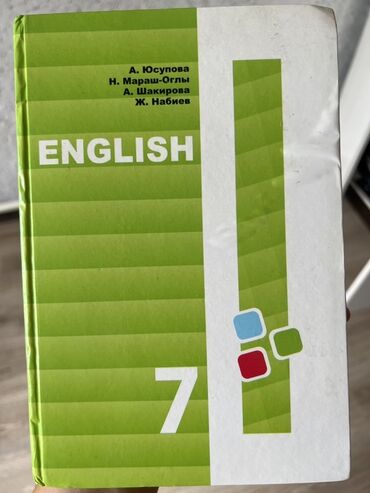 А. Юсупова
Н. Мараш-Оглы
А. Шакирова
Ж. Набиев
ENGLISH
7